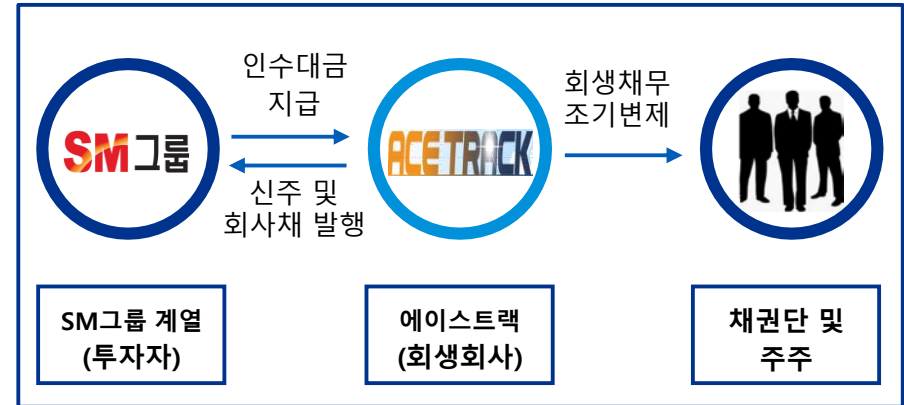 인수대금
지급
회생채무
조기변제
SM그룹
ACETRACK
신주 및
회사채 발행
SM그룹 계열
(투자자)
에이스트랙
(회생회사)
채권단 및
주주